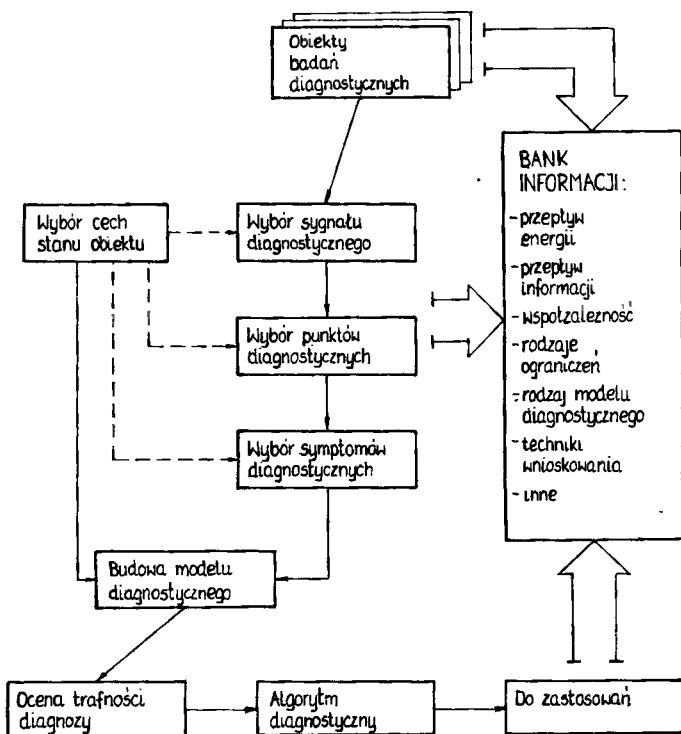 Obiekty
badań
diagnostycznych
BANK
INFORMACJI:
-przepływ
energii
-przepływ
informacji
-współzależność
-rodzaje
ograniczeń
-rodzaj modelu
diagnostycznego
-techniki
wnioskowania
-inne
Wybór cech
stanu obiektu
Wybór sygnału
diagnostycznego
Wybór punktów
diagnostycznych
Wybór symptomów
diagnostycznych
Budowa modelu
diagnostycznego
Ocena trafności
diagnozy
Algorytm
diagnostyczny
Do zastosowań